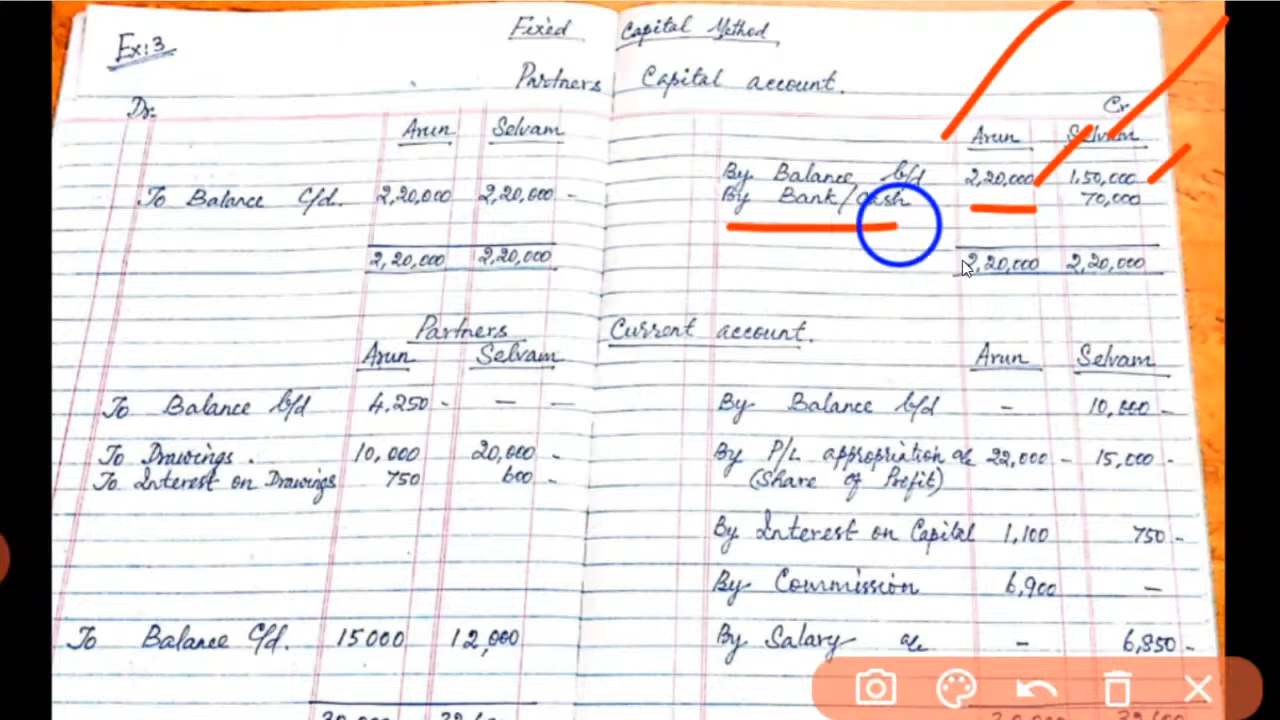 Ex:3
Fixed Capital Method
Partners Capital account.
Dr. Cr
Arun Selvam Arun Selvam
By Balance b/d 2,20,000 1,50,000
To Balance C/d. 2,20,000 2,20,000 - By Bank/Cash 70,000
2,20,000 2,20,000 2,20,000 2,20,000
Partners Current account.
Arun Selvam Arun Selvam
To Balance b/d 4,250 - — — By Balance b/d - 10,000 -
To Drawings. 10,000 20,000 - By P/L appropriation a/c 22,000 - 15,000 -
To Interest on Drawings 750 600 - (Share of Profit)
By Interest on Capital 1,100 750 -
By Commission 6,900 —
To Balance C/d. 15000 12,000 By Salary a/c - 6,850 -